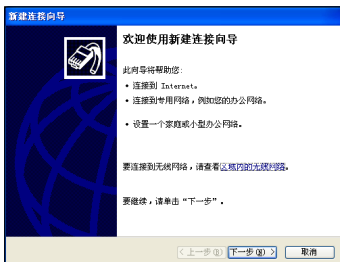 新建连接向导
欢迎使用新建连接向导
此向导将帮助您:
• 连接到 Internet。
• 连接到专用网络，例如您的办公网络。
• 设置一个家庭或小型办公网络。
要连接到无线网络，请查看区域内的无线网络。
要继续，请单击“下一步”。
< 上一步(B) 下一步(N) > 取消